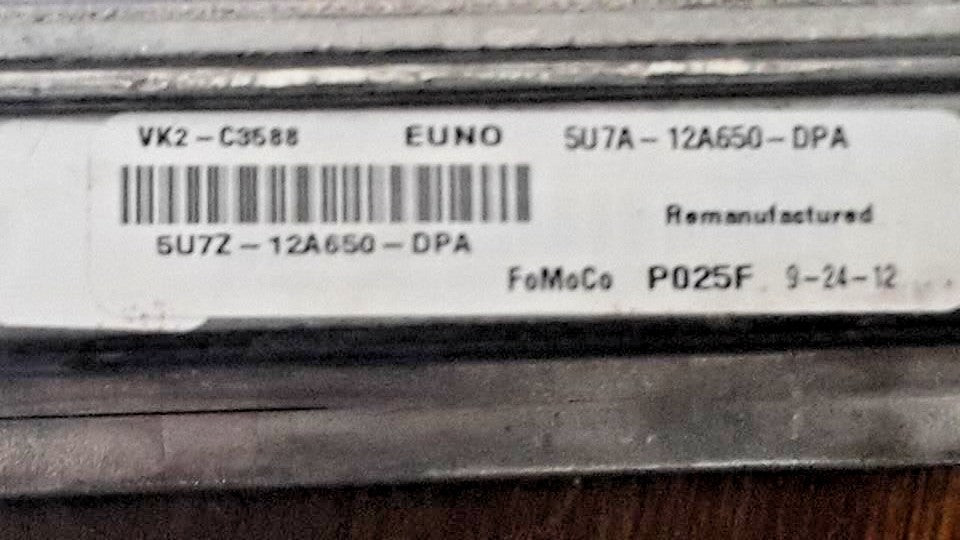 VK2-C3588 EUNO 5U7A-12A650-DPA
Remanufactured
5U7Z-12A650-DPA
FoMoCo P025F 9-24-12